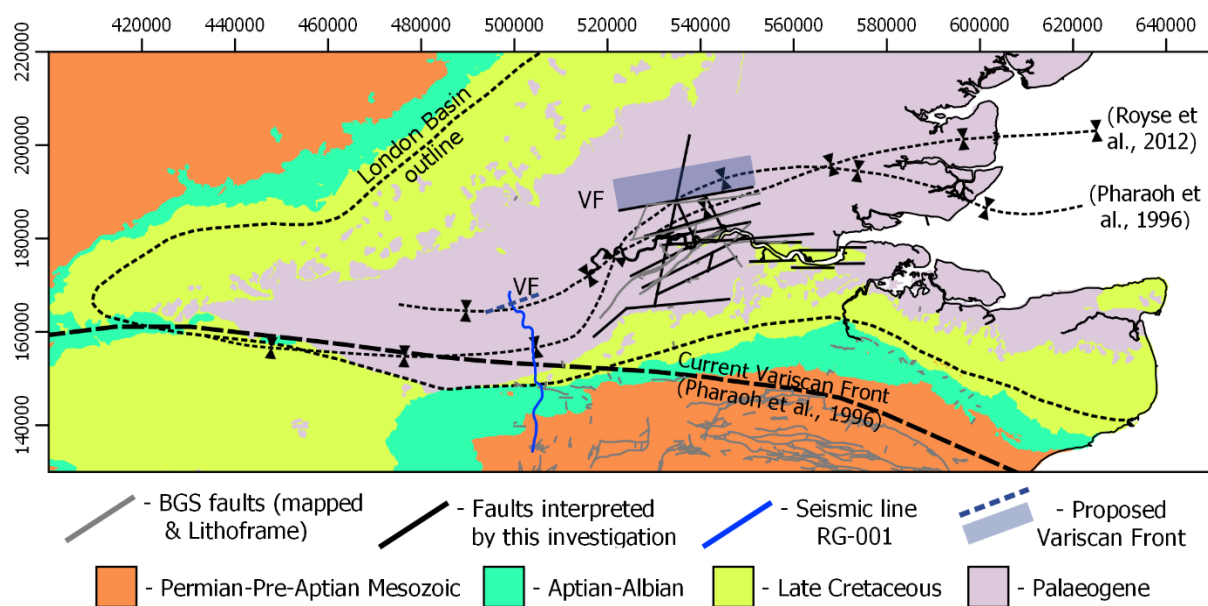 420000 440000 460000 480000 500000 520000 540000 560000 580000 600000 620000 640000
220000
200000
180000
160000
140000
London Basin
outline
(Royse et
al., 2012)
VF
(Pharaoh et
al., 1996)
VF
Current Variscan Front
(Pharaoh et al., 1996)
- BGS faults (mapped
& Lithoframe)
- Faults interpreted
by this investigation
- Seismic line
RG-001
- Proposed
Variscan Front
- Permian-Pre-Aptian Mesozoic
- Aptian-Albian
- Late Cretaceous
- Palaeogene